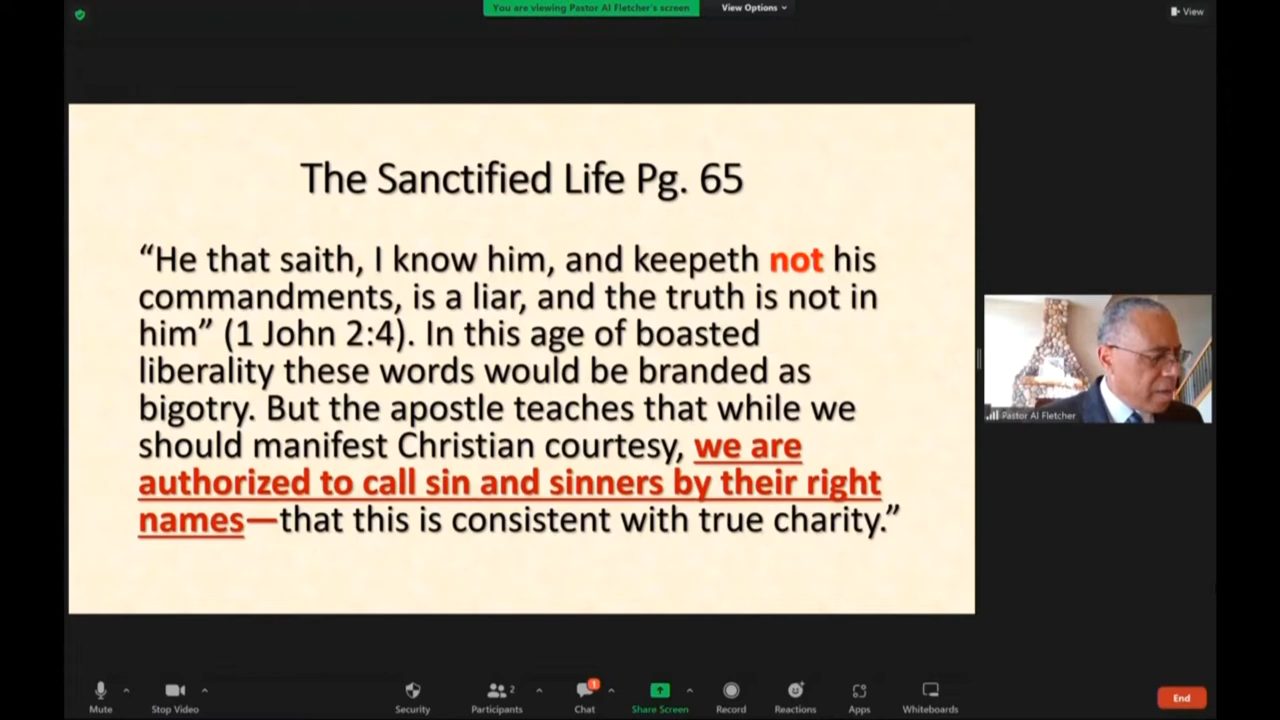 You are viewing Pastor Al Fletcher's screen
View Options
View
The Sanctified Life Pg. 65
“He that saith, I know him, and keepeth not his
commandments, is a liar, and the truth is not in
him” (1 John 2:4). In this age of boasted
liberality these words would be branded as
bigotry. But the apostle teaches that while we
should manifest Christian courtesy, we are
authorized to call sin and sinners by their right
names—that this is consistent with true charity.”
Pastor Al Fletcher
Mute
Stop Video
Security
Participants
2
Chat
1
Share Screen
Record
Reactions
Apps
Whiteboards
End